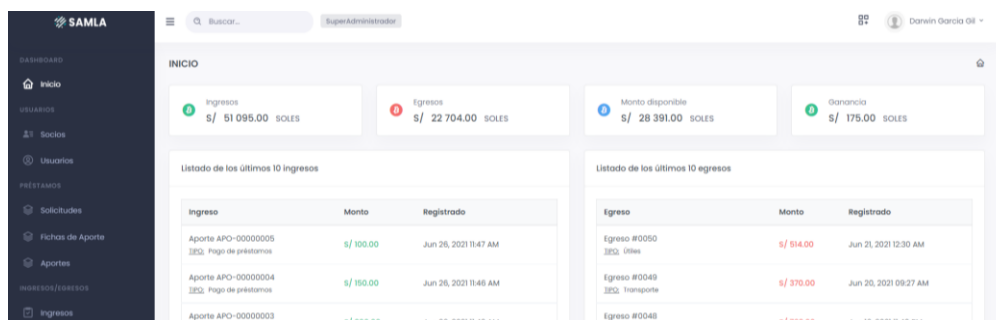 SAMLA
Buscar..
SuperAdministrador
Darwin Garcia Gil
DASHBOARD
Inicio
USUARIOS
Socios
Usuarios
PRÉSTAMOS
Solicitudes
Fichas de Aporte
Aportes
INGRESOS/EGRESOS
Ingresos
INICIO
Ingresos
S/ 51 095.00 SOLES
Egresos
S/ 22 704.00 SOLES
Monto disponible
S/ 28 391.00 SOLES
Ganancia
S/ 175.00 SOLES
Listado de los últimos 10 ingresos
Ingreso Monto Registrado
Aporte APO-00000005 S/ 100.00 Jun 26, 2021 11:47 AM
TIPO: Pago de préstamos
Aporte APO-00000004 S/ 150.00 Jun 26, 2021 11:46 AM
TIPO: Pago de préstamos
Aporte APO-00000003
Listado de los últimos 10 egresos
Egreso Monto Registrado
Egreso #0050 S/ 514.00 Jun 21, 2021 12:30 AM
TIPO: Útiles
Egreso #0049 S/ 370.00 Jun 20, 2021 09:27 AM
TIPO: Transporte
Egreso #0048